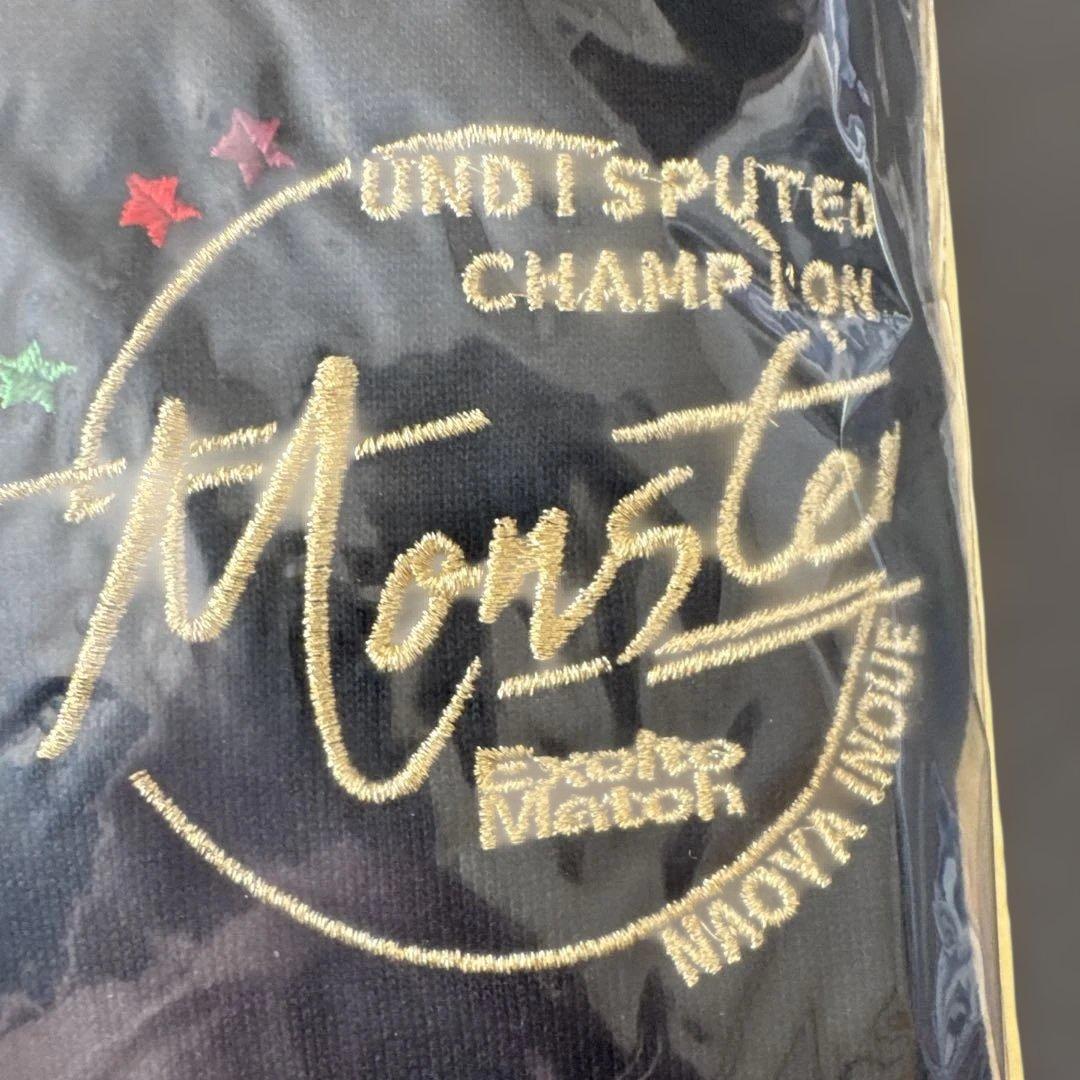 UNDISPUTED
CHAMPION
Monster
Excite
Match
NAOYA INOUE